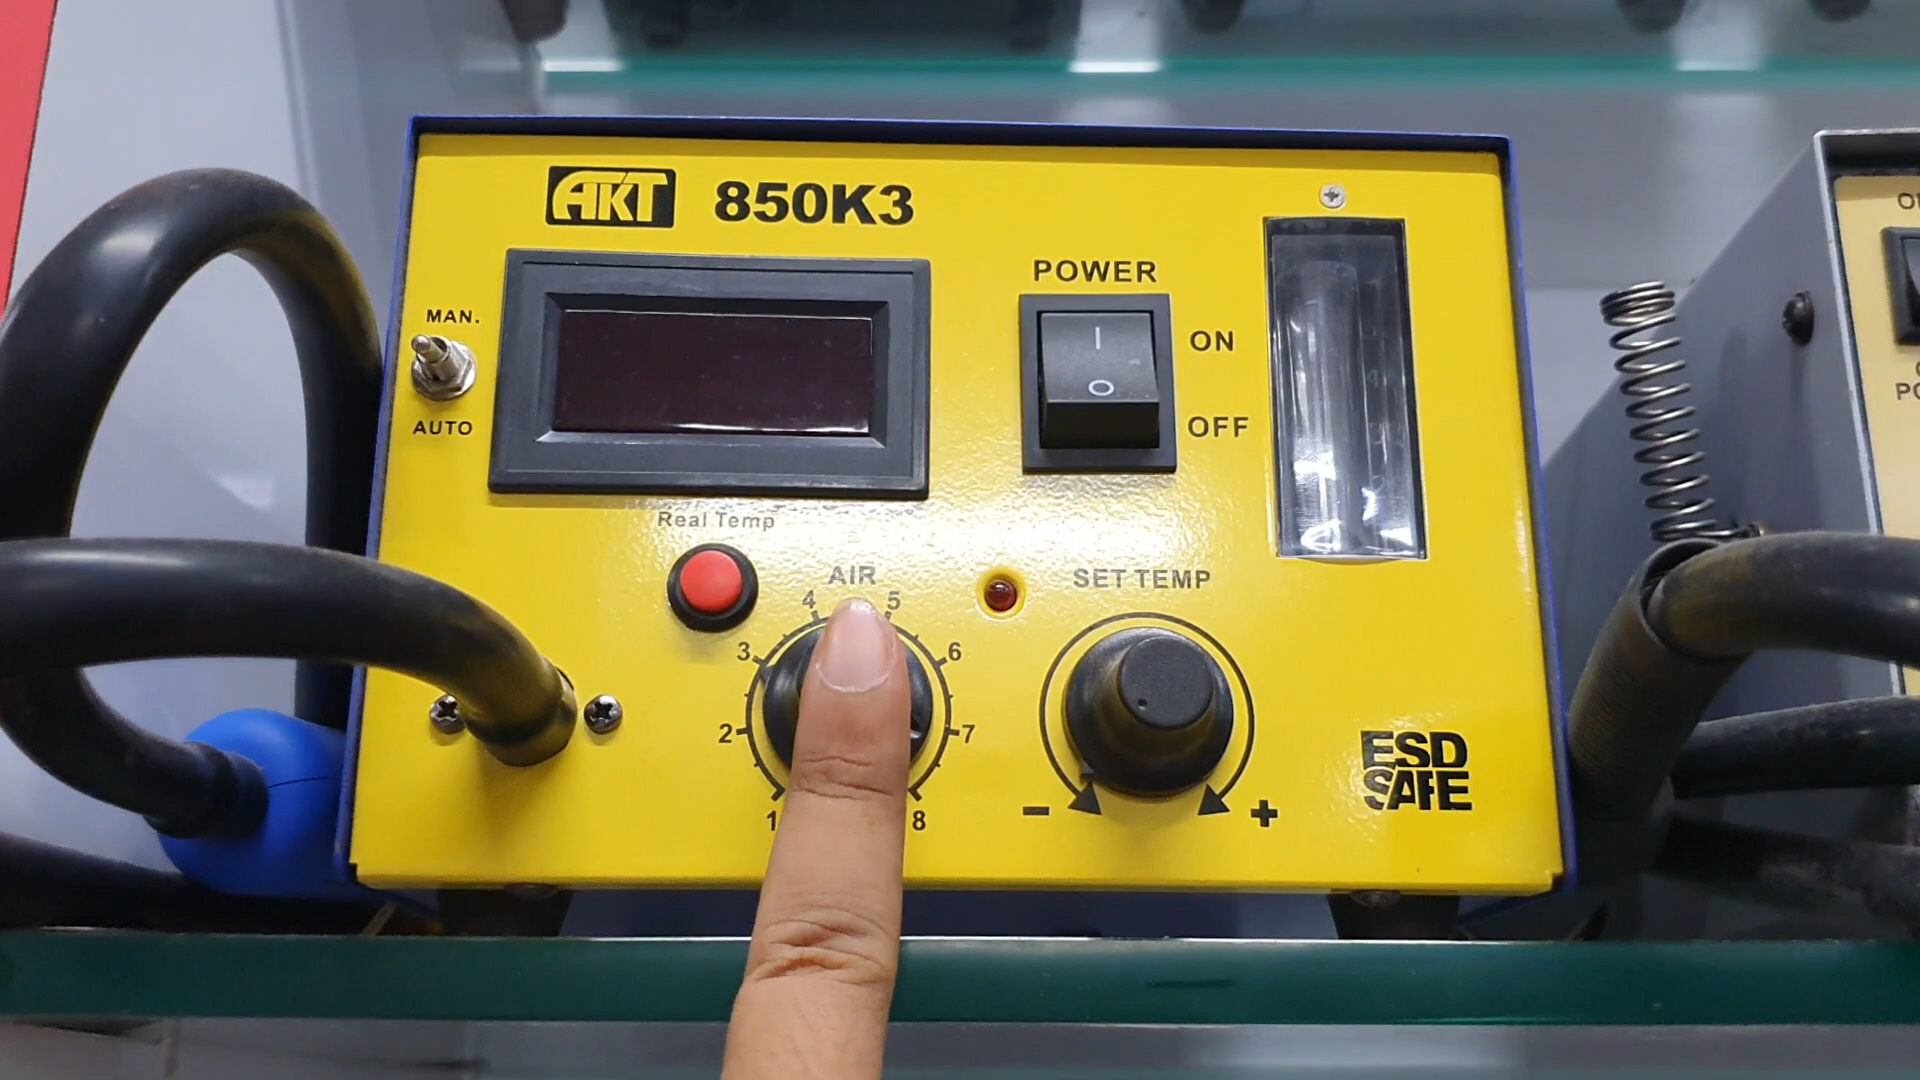 AKT 850K3
POWER
MAN.
I
ON
O
OFF
AUTO
Real Temp
AIR
SET TEMP
4
5
3
6
2
7
1
8
-
+
ESD
SAFE